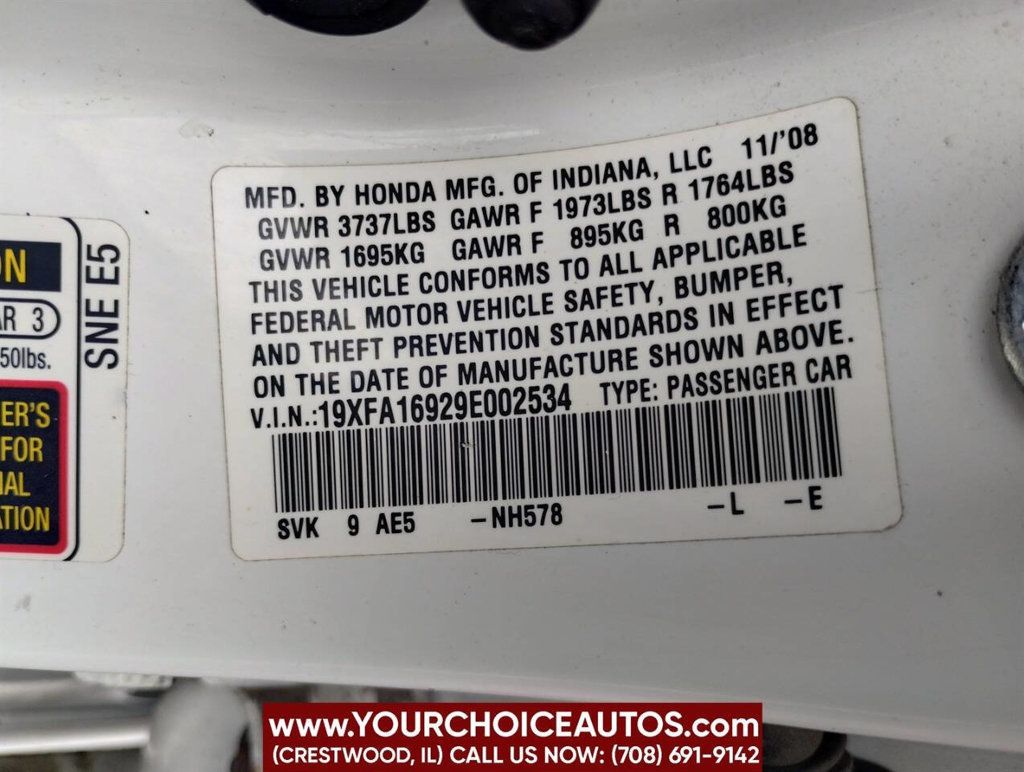 MFD. BY HONDA MFG. OF INDIANA, LLC 11/'08
GVWR 3737LBS GAWR F 1973LBS R 1764LBS
GVWR 1695KG GAWR F 895KG R 800KG
THIS VEHICLE CONFORMS TO ALL APPLICABLE
FEDERAL MOTOR VEHICLE SAFETY, BUMPER,
AND THEFT PREVENTION STANDARDS IN EFFECT
ON THE DATE OF MANUFACTURE SHOWN ABOVE.
V.I.N.:19XFA16929E002534 TYPE: PASSENGER CAR
SVK 9 AE5 -NH578 -L -E
SNE E5
ON
AR 3
50lbs.
ER'S
FOR
IAL
ATION
www.YOURCHOICEAUTOS.com
(CRESTWOOD, IL) CALL US NOW: (708) 691-9142